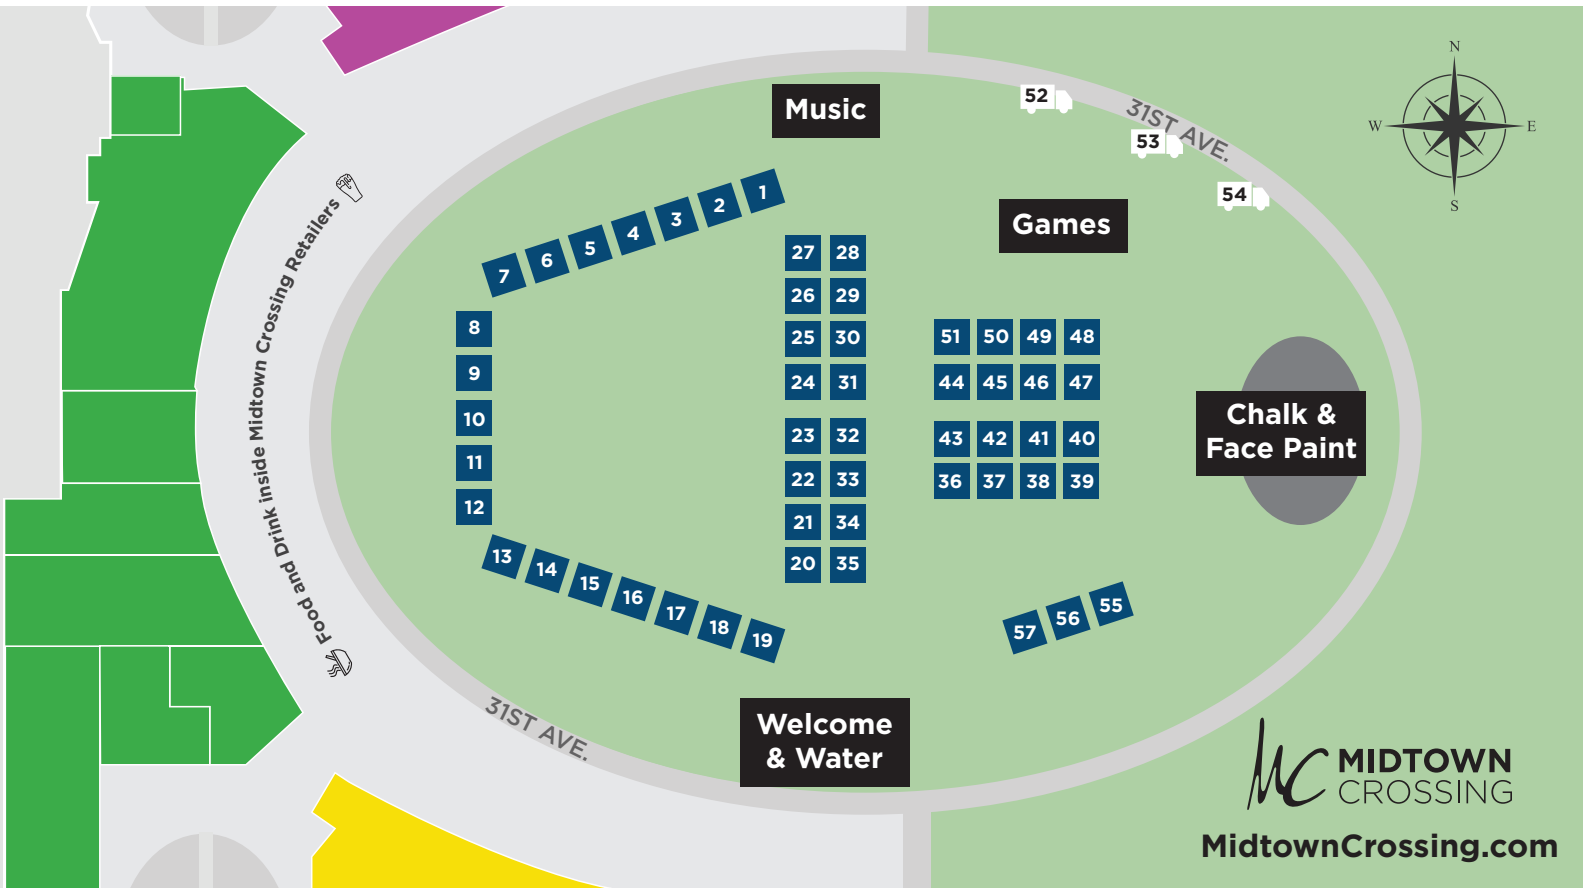 N
W
E
S
Music
52
31ST AVE.
53
54
Games
1
2
3
4
5
6
7
27 28
26 29
25 30
24 31
23 32
22 33
21 34
20 35
8
9
10
11
12
51 50 49 48
44 45 46 47
43 42 41 40
36 37 38 39
Chalk &
Face Paint
Food and Drink inside Midtown Crossing Retailers
13
14
15
16
17
18
19
57
56
55
31ST AVE.
Welcome
& Water
MC MIDTOWN
CROSSING
MidtownCrossing.com